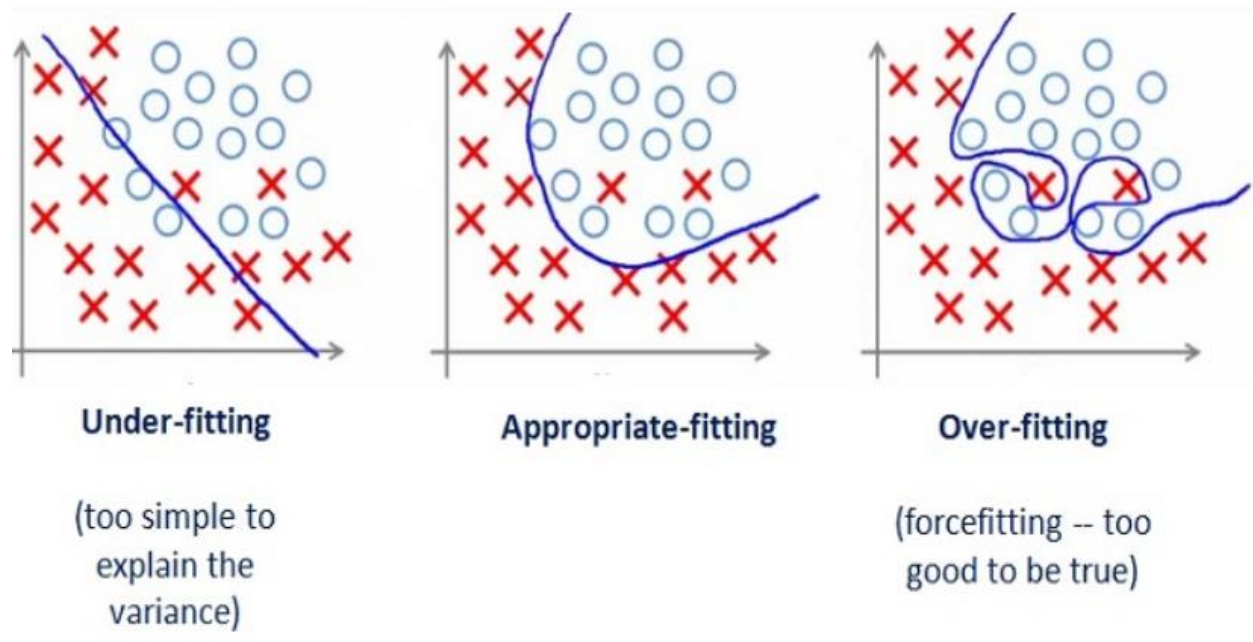 Under-fitting
Appropriate-fitting
Over-fitting
(too simple to
explain the
variance)
(forcefitting -- too
good to be true)